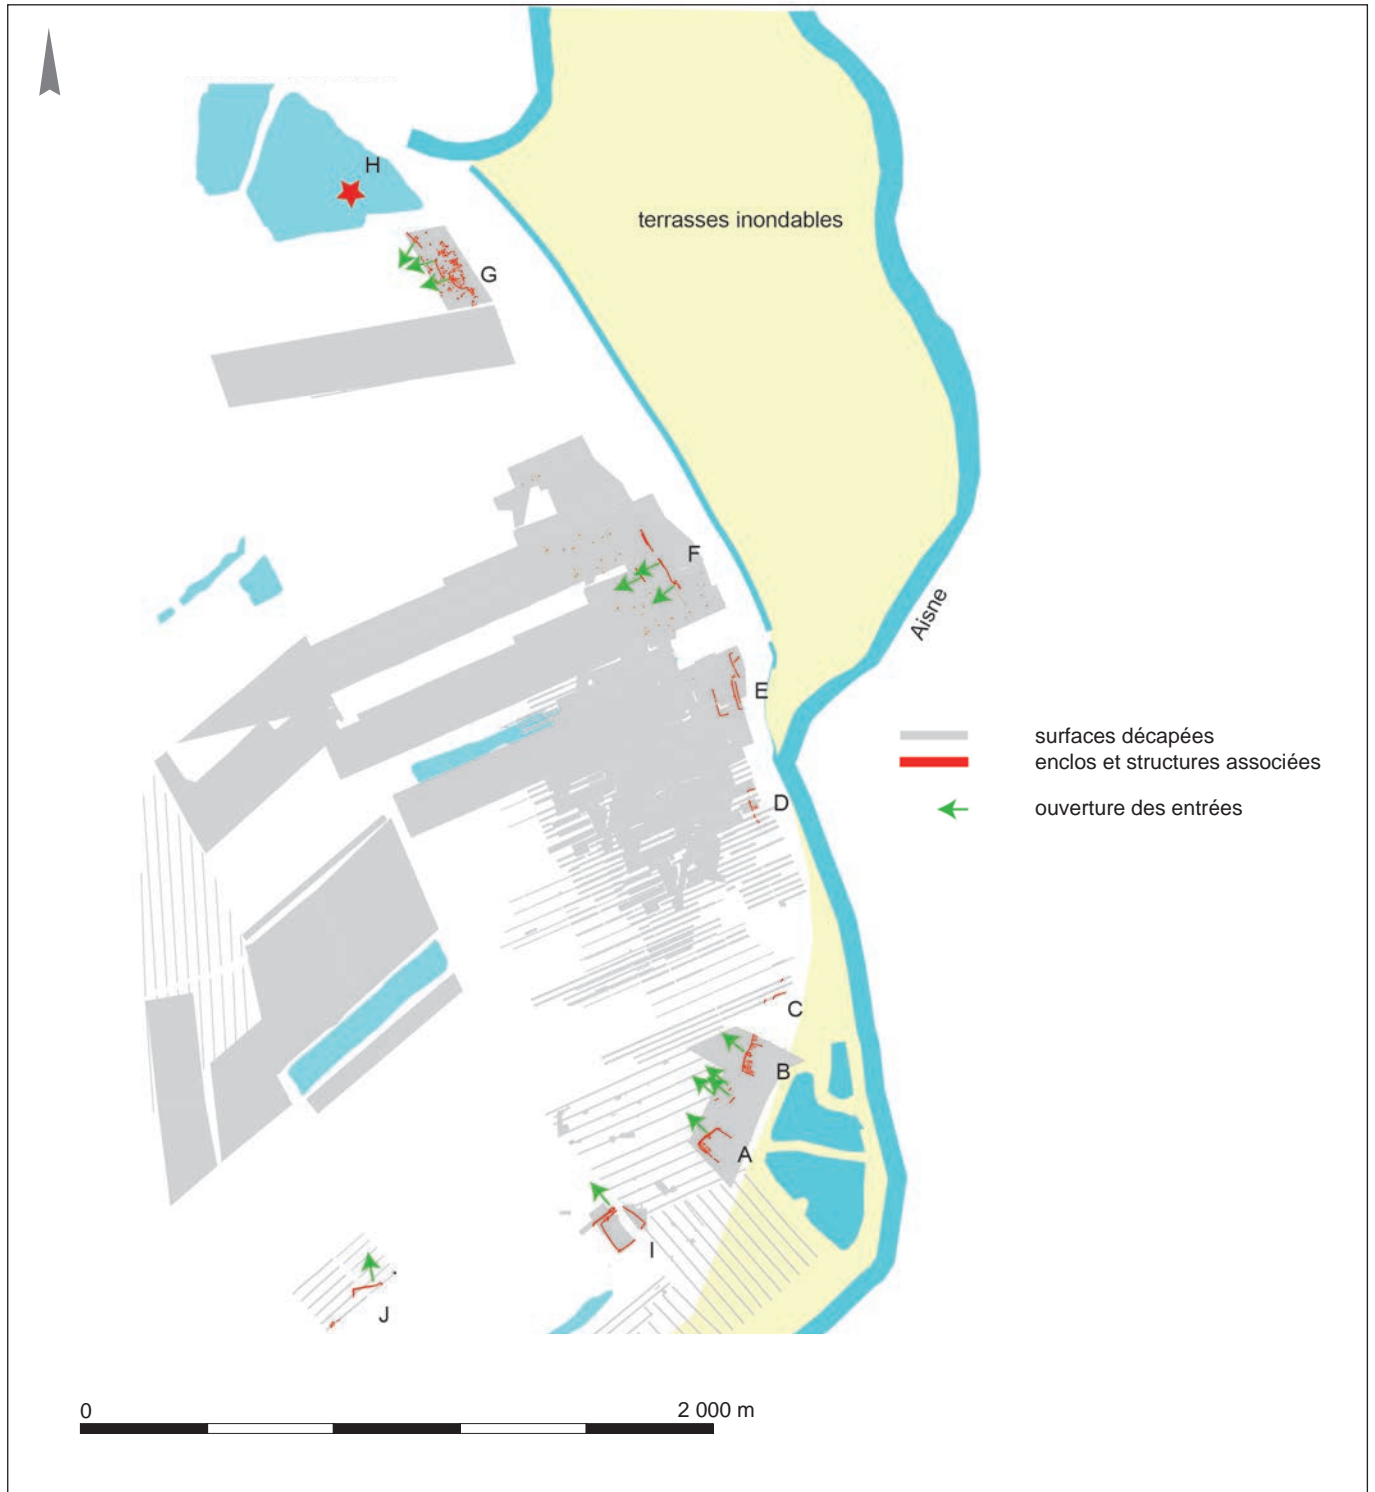 H
terrasses inondables
G
F
Aisne
E
surfaces décapées
enclos et structures associées
D
ouverture des entrées
C
B
A
I
J
0
2 000 m